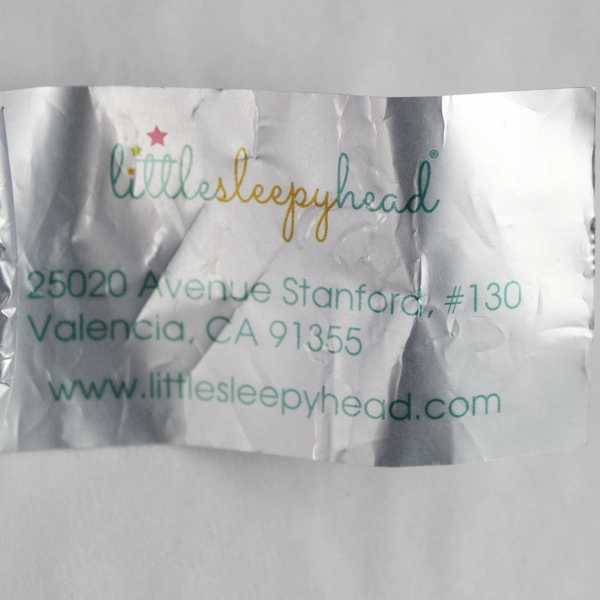 littlesleepyhead®
25020 Avenue Stanford, #130
Valencia, CA 91355
www.littlesleepyhead.com